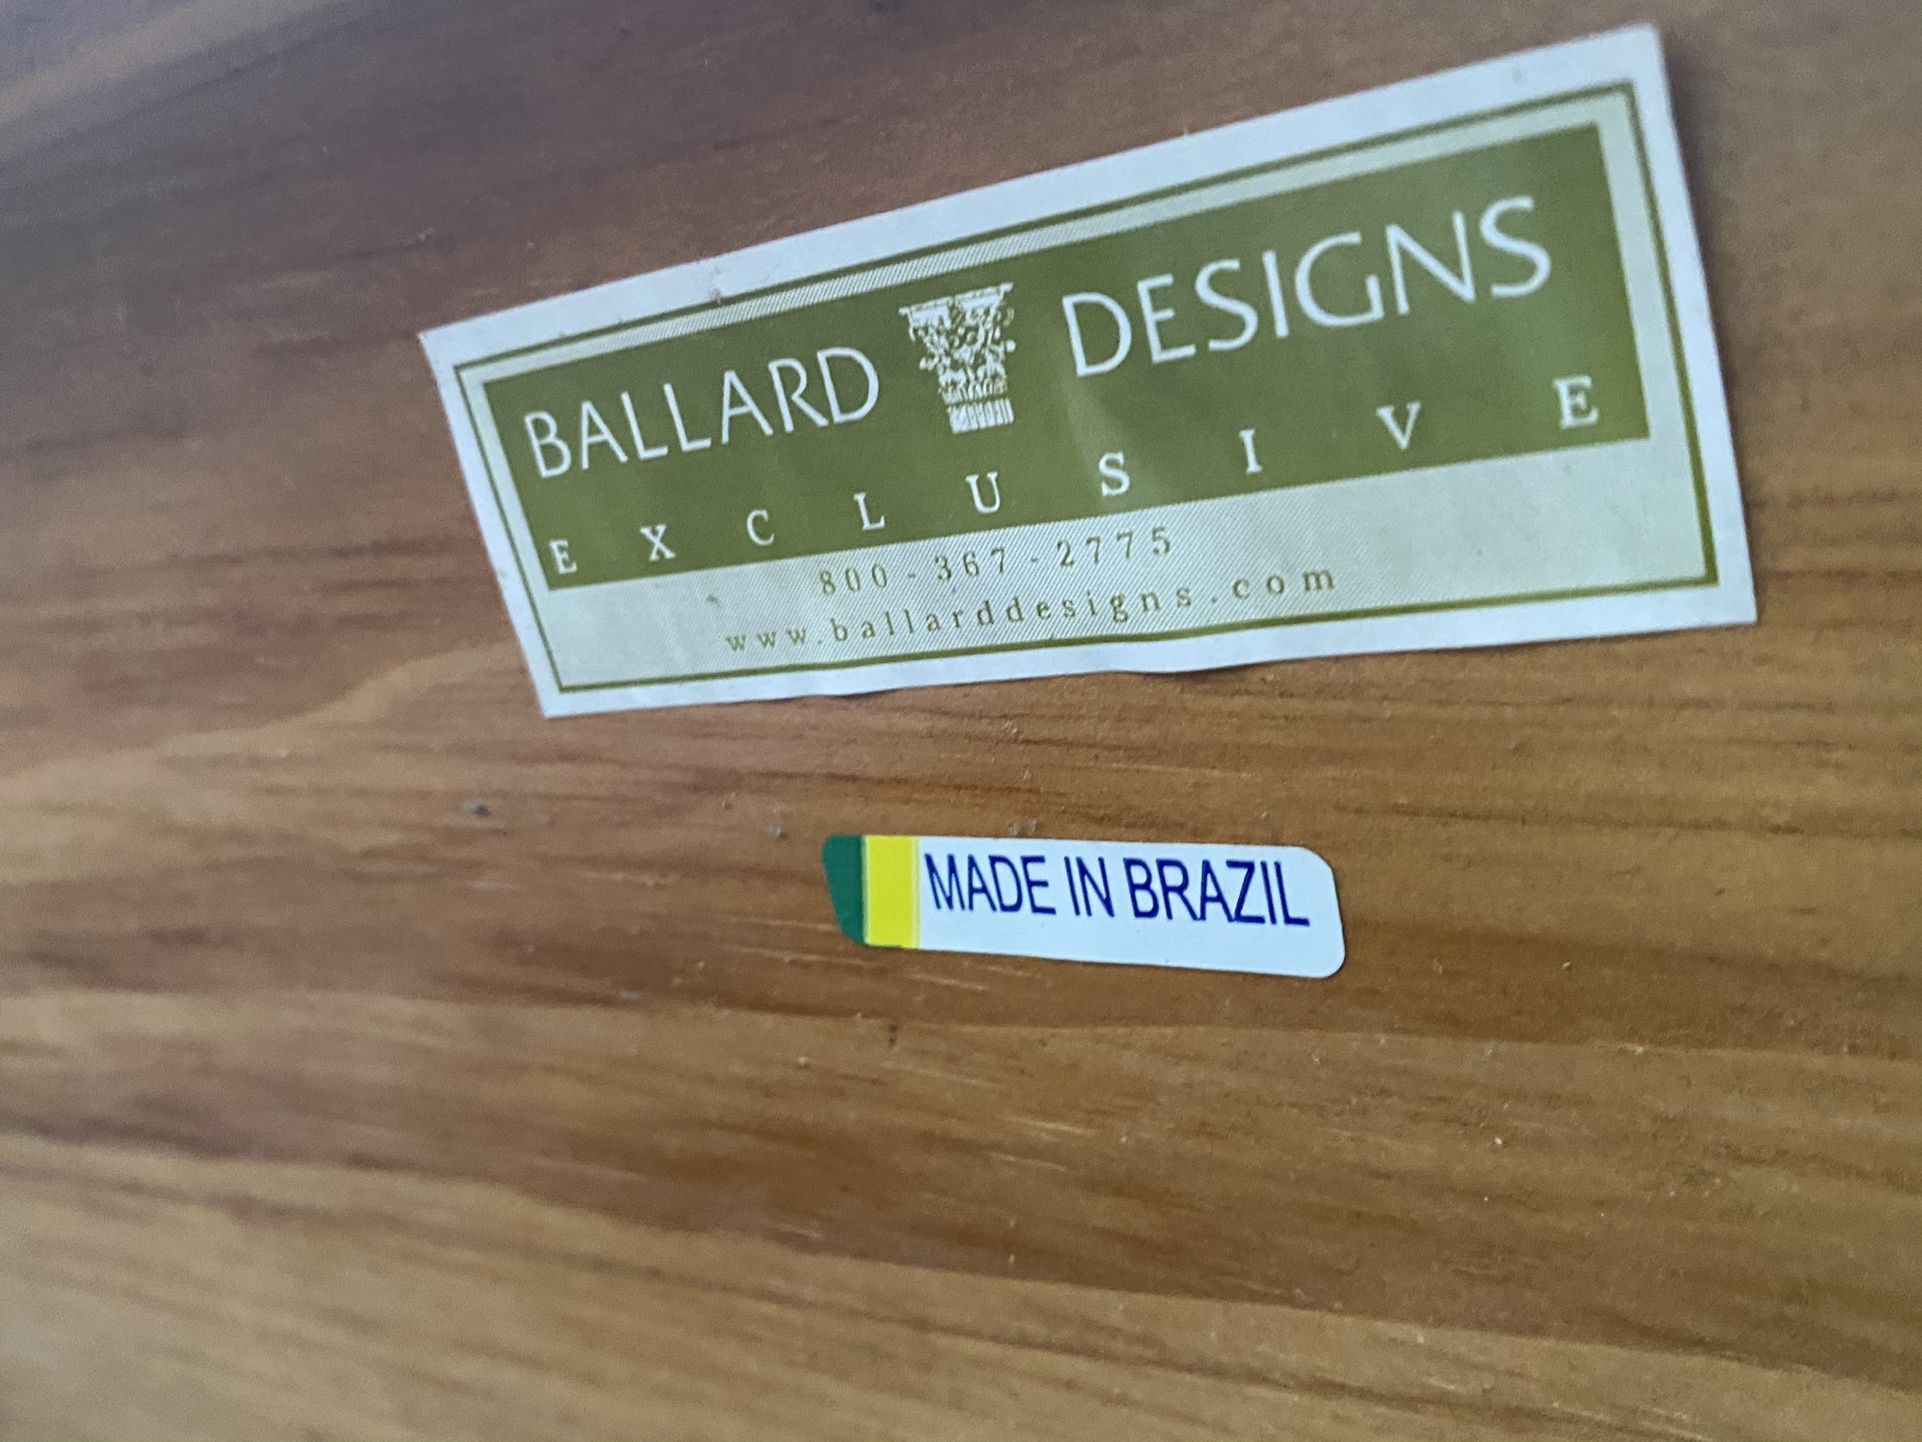 BALLARD DESIGNS
EXCLUSIVE
800-367-2775
www.ballarddesigns.com
MADE IN BRAZIL